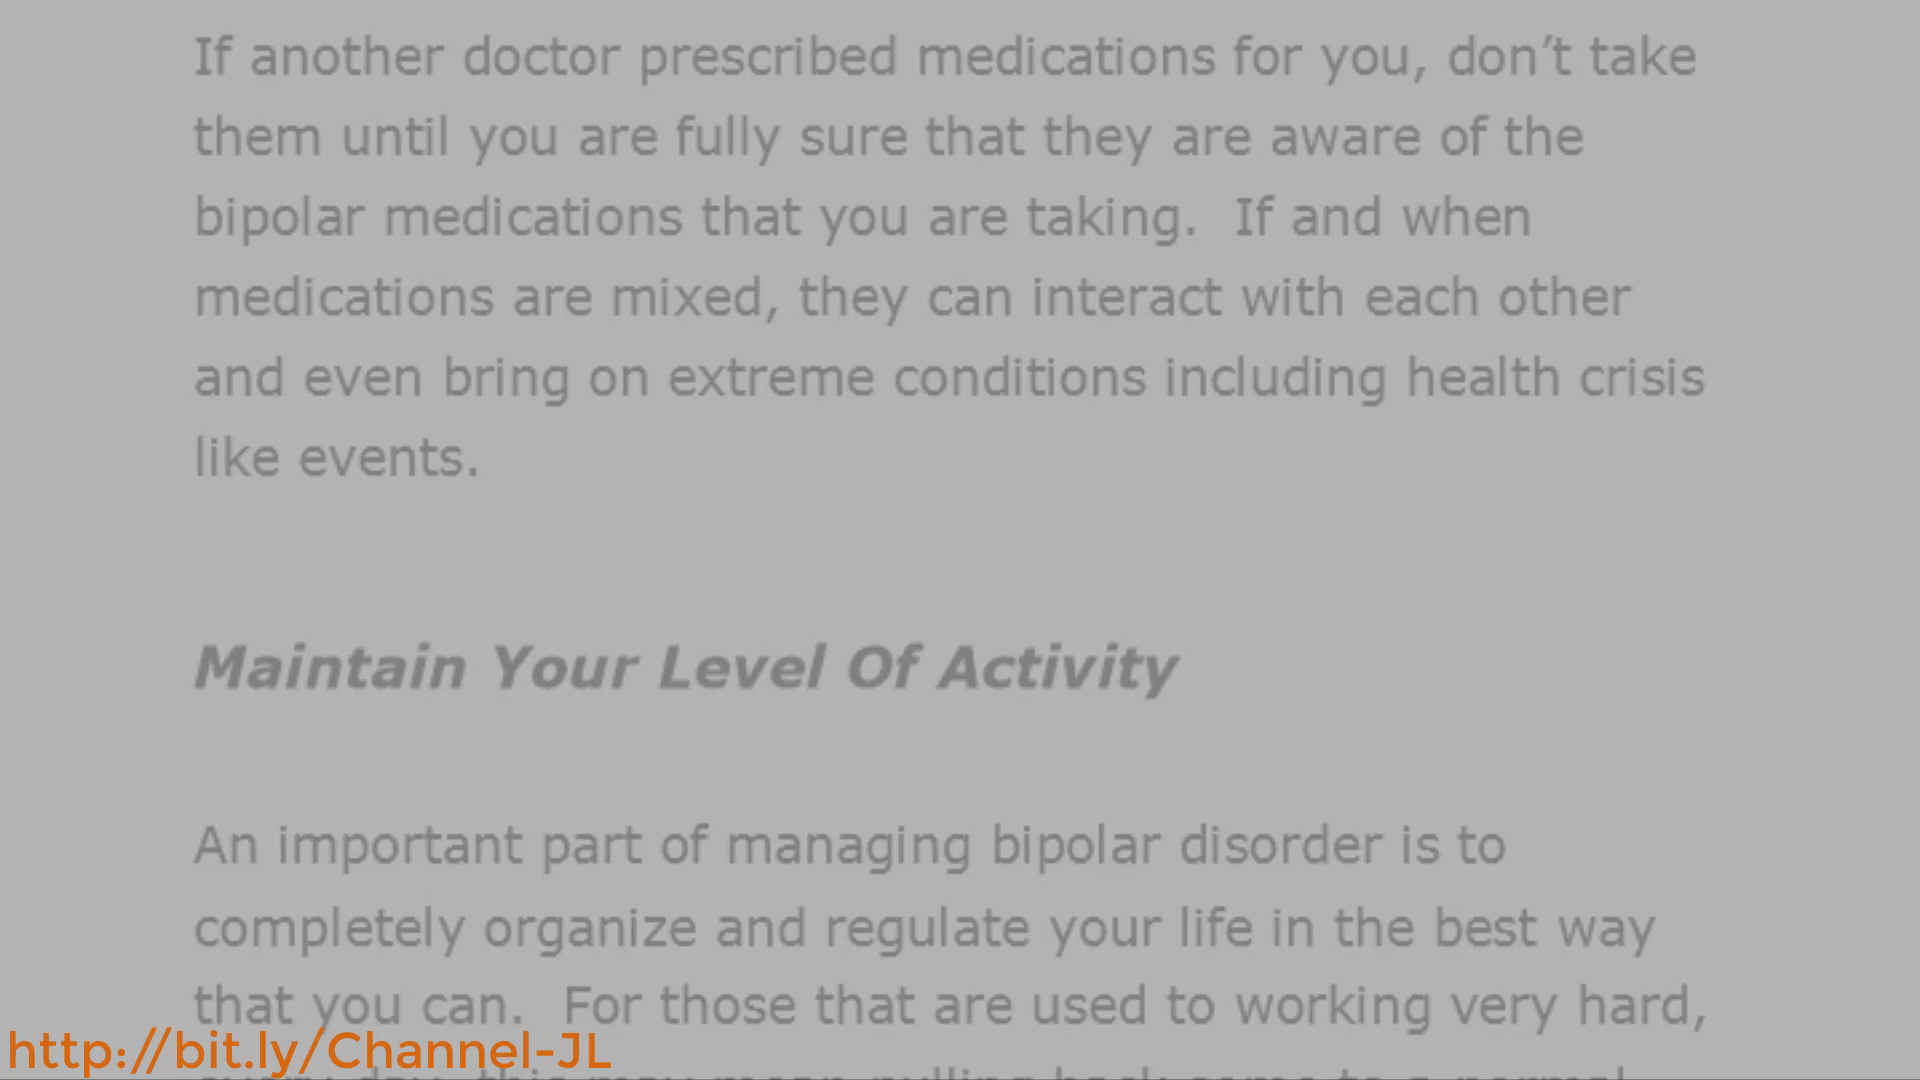 If another doctor prescribed medications for you, don’t take
them until you are fully sure that they are aware of the
bipolar medications that you are taking.  If and when
medications are mixed, they can interact with each other
and even bring on extreme conditions including health crisis
like events.
Maintain Your Level Of Activity
An important part of managing bipolar disorder is to
completely organize and regulate your life in the best way
that you can.  For those that are used to working very hard,
http://bit.ly/Channel-JL